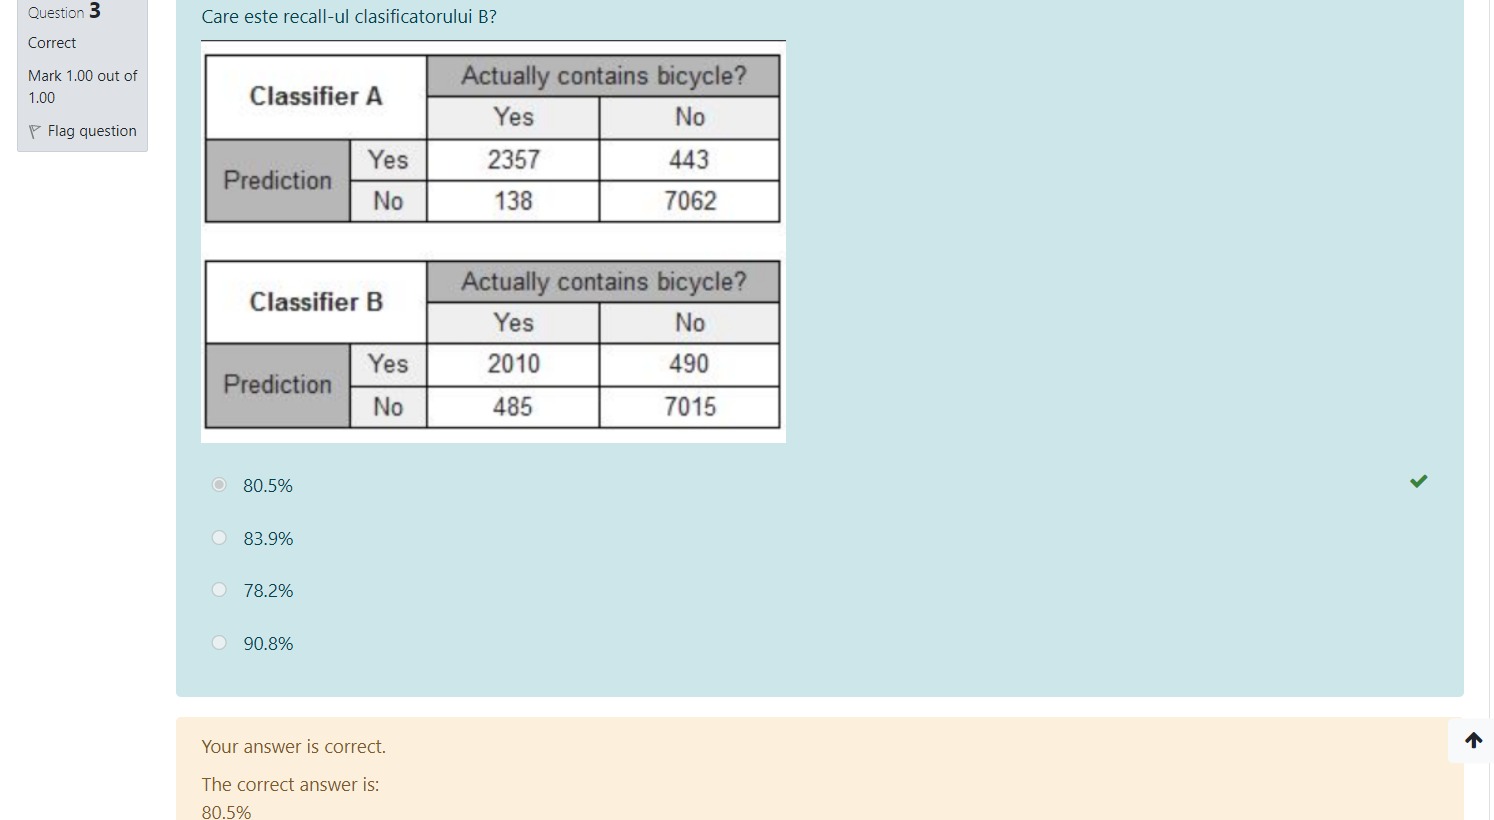 Question 3
Correct
Mark 1.00 out of
1.00
Flag question
Care este recall-ul clasificatorului B?
Classifier A
Actually contains bicycle?
Yes No
Prediction
Yes 2357 443
No 138 7062
Classifier B
Actually contains bicycle?
Yes No
Prediction
Yes 2010 490
No 485 7015
80.5%
83.9%
78.2%
90.8%
Your answer is correct.
The correct answer is:
80.5%